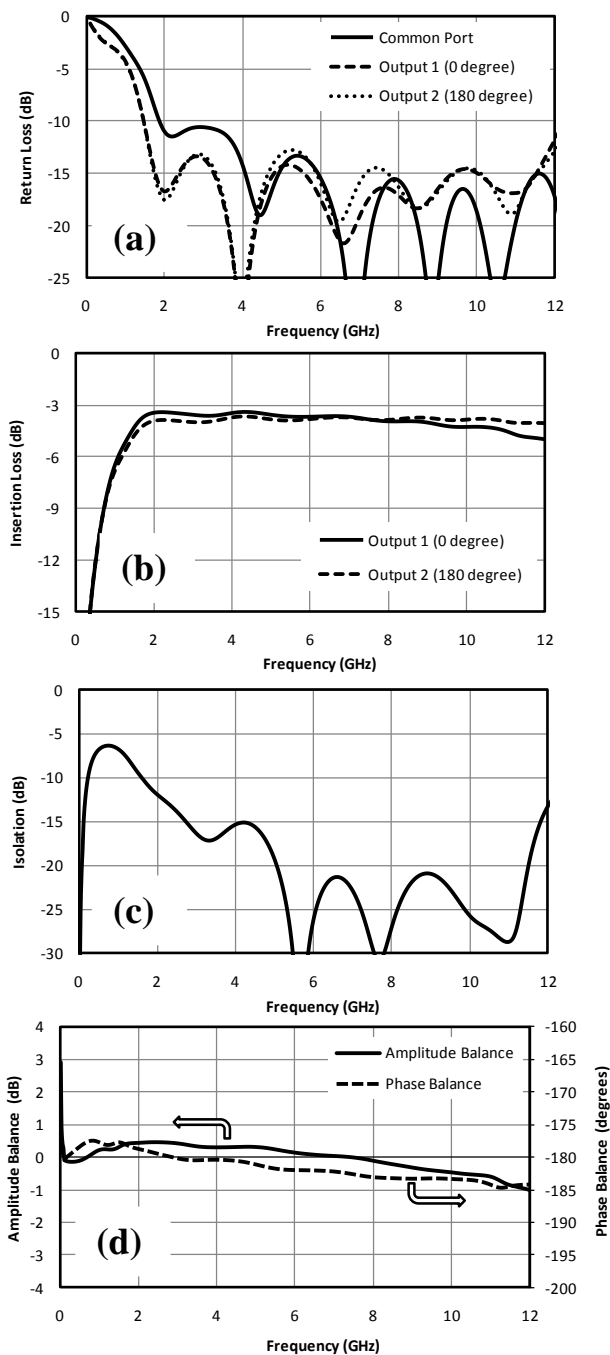 0
-5
-10
-15
-20
-25
Return Loss (dB)
Common Port
Output 1 (0 degree)
Output 2 (180 degree)
(a)
0 2 4 6 8 10 12
Frequency (GHz)
0
-3
-6
-9
-12
-15
Insertion Loss (dB)
Output 1 (0 degree)
Output 2 (180 degree)
(b)
0 2 4 6 8 10 12
Frequency (GHz)
0
-5
-10
-15
-20
-25
-30
Isolation (dB)
(c)
0 2 4 6 8 10 12
Frequency (GHz)
4
3
2
1
0
-1
-2
-3
-4
Amplitude Balance (dB)
Amplitude Balance
Phase Balance
(d)
-160
-165
-170
-175
-180
-185
-190
-195
-200
Phase Balance (degrees)
0 2 4 6 8 10 12
Frequency (GHz)